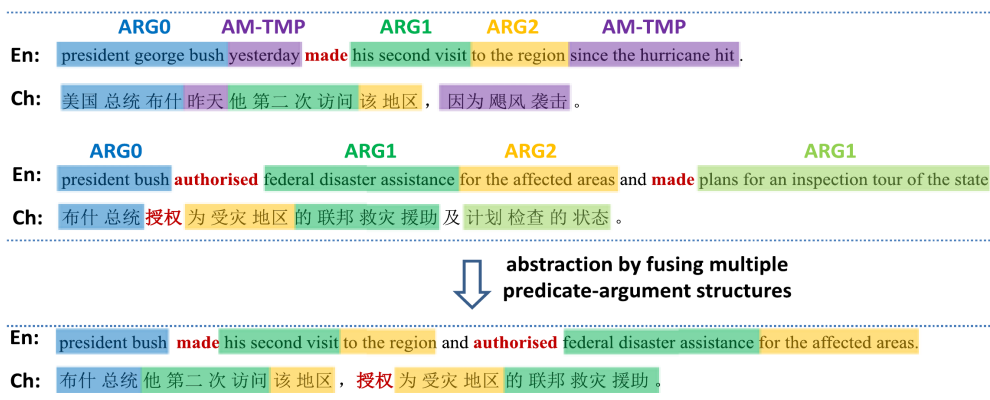 ARG0 AM-TMP ARG1 ARG2 AM-TMP
En: president george bush yesterday made his second visit to the region since the hurricane hit .
Ch: 美国 总统 布什 昨天 他 第二 次 访问 该 地区 , 因为 飓风 袭击 。
ARG0 ARG1 ARG2 ARG1
En: president bush authorised federal disaster assistance for the affected areas and made plans for an inspection tour of the state
Ch: 布什 总统 授权 为 受灾 地区 的 联邦 救灾 援助 及 计划 检查 的 状态 。
abstraction by fusing multiple
predicate-argument structures
En: president bush made his second visit to the region and authorised federal disaster assistance for the affected areas.
Ch: 布什 总统 他 第二 次 访问 该 地区 , 授权 为 受灾 地区 的 联邦 救灾 援助 。